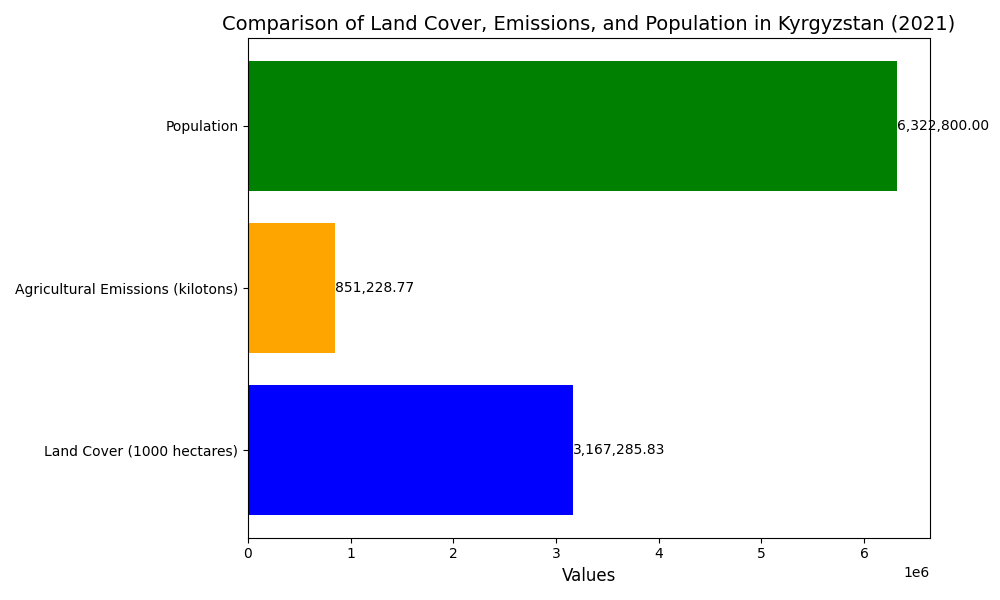 Comparison of Land Cover, Emissions, and Population in Kyrgyzstan (2021)
Population
6,322,800.00
Agricultural Emissions (kilotons)
851,228.77
Land Cover (1000 hectares)
3,167,285.83
0 1 2 3 4 5 6
1e6
Values